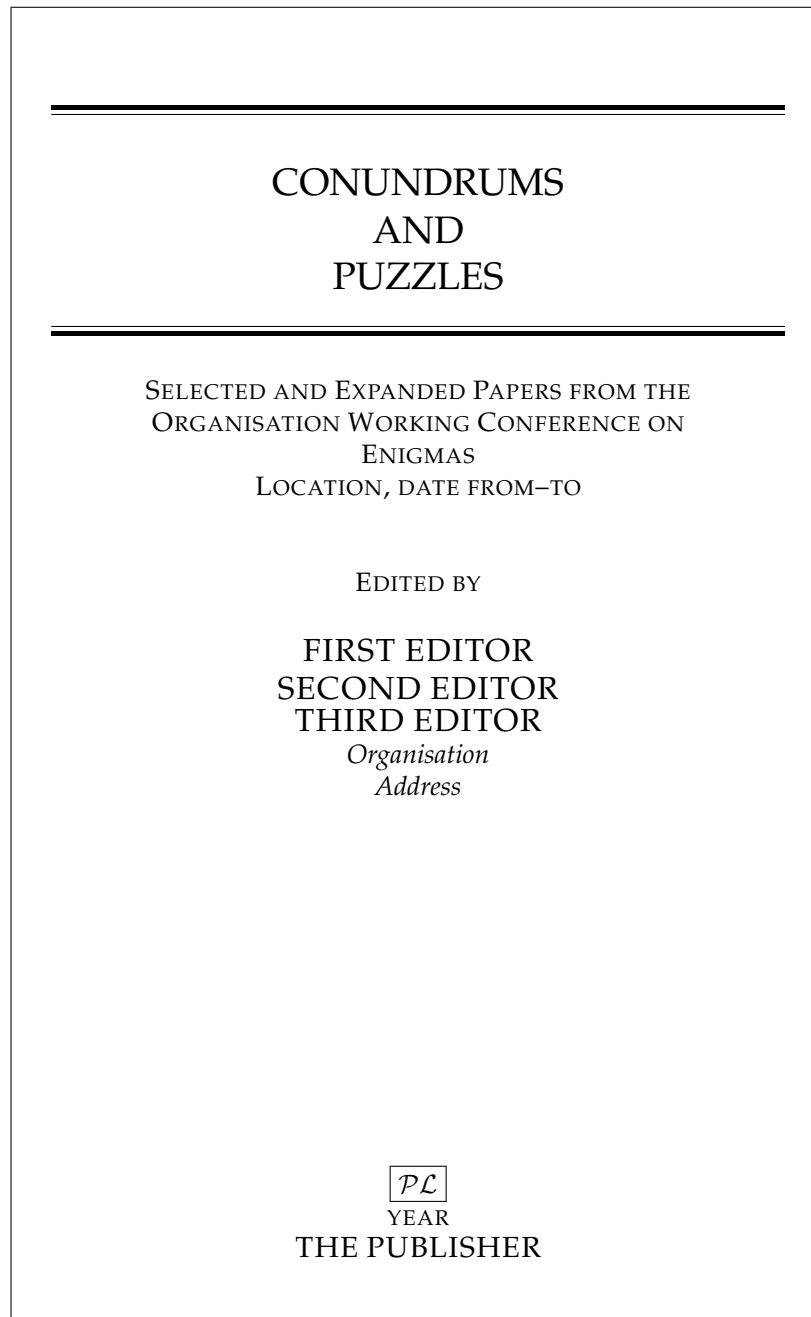 CONUNDRUMS
AND
PUZZLES
SELECTED AND EXPANDED PAPERS FROM THE
ORGANISATION WORKING CONFERENCE ON
ENIGMAS
LOCATION, DATE FROM–TO
EDITED BY
FIRST EDITOR
SECOND EDITOR
THIRD EDITOR
Organisation
Address
PL
YEAR
THE PUBLISHER